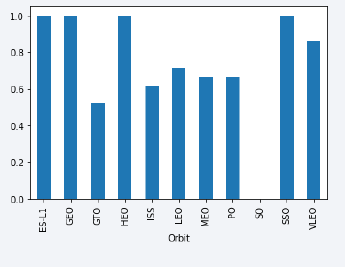 1.0
0.8
0.6
0.4
0.2
0.0
ES-L1
GEO
GTO
HEO
ISS
LEO
MEO
PO
SO
SSO
VLEO
Orbit